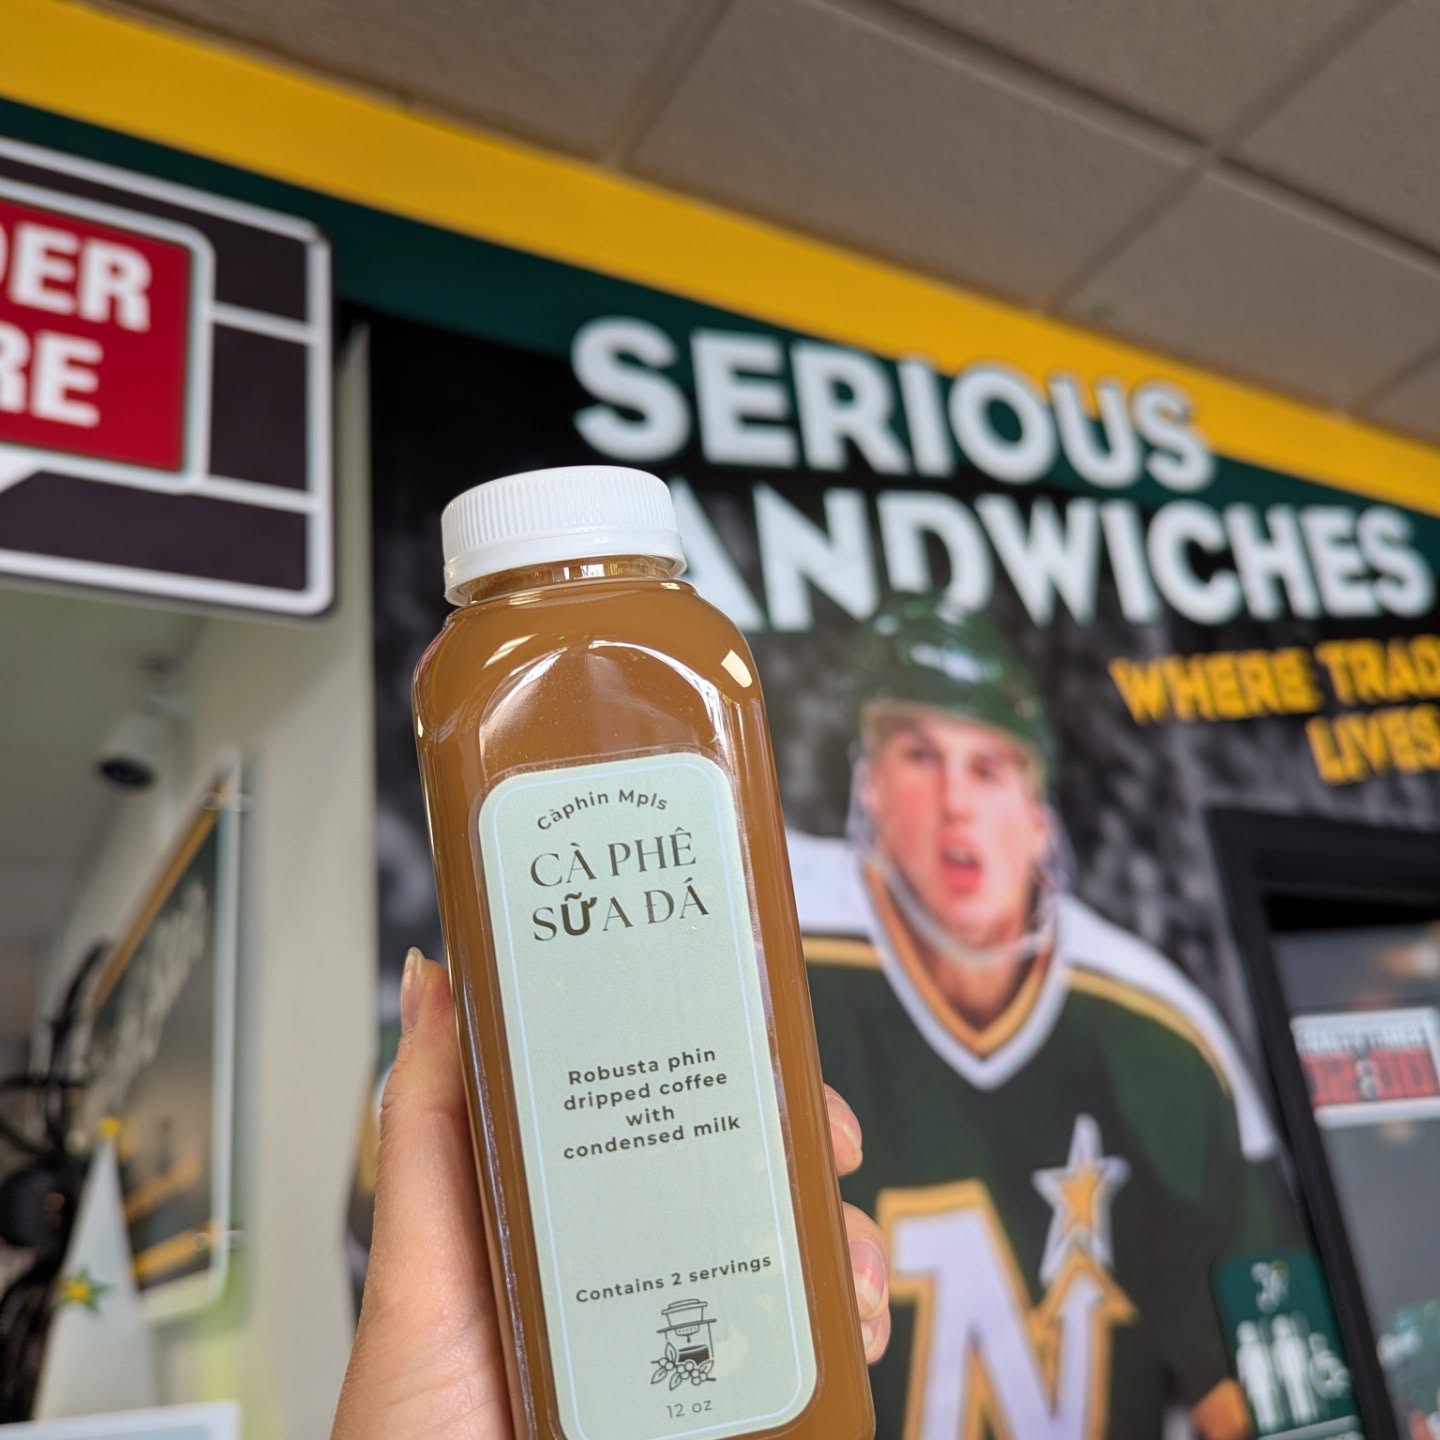 DER
RE
SERIOUS
ANDWICHES
WHERE TRAD
LIVES
Càphin Mpls
CÀ PHÊ
SỮA ĐÁ
Robusta phin
dripped coffee
with
condensed milk
Contains 2 servings
12 oz
N